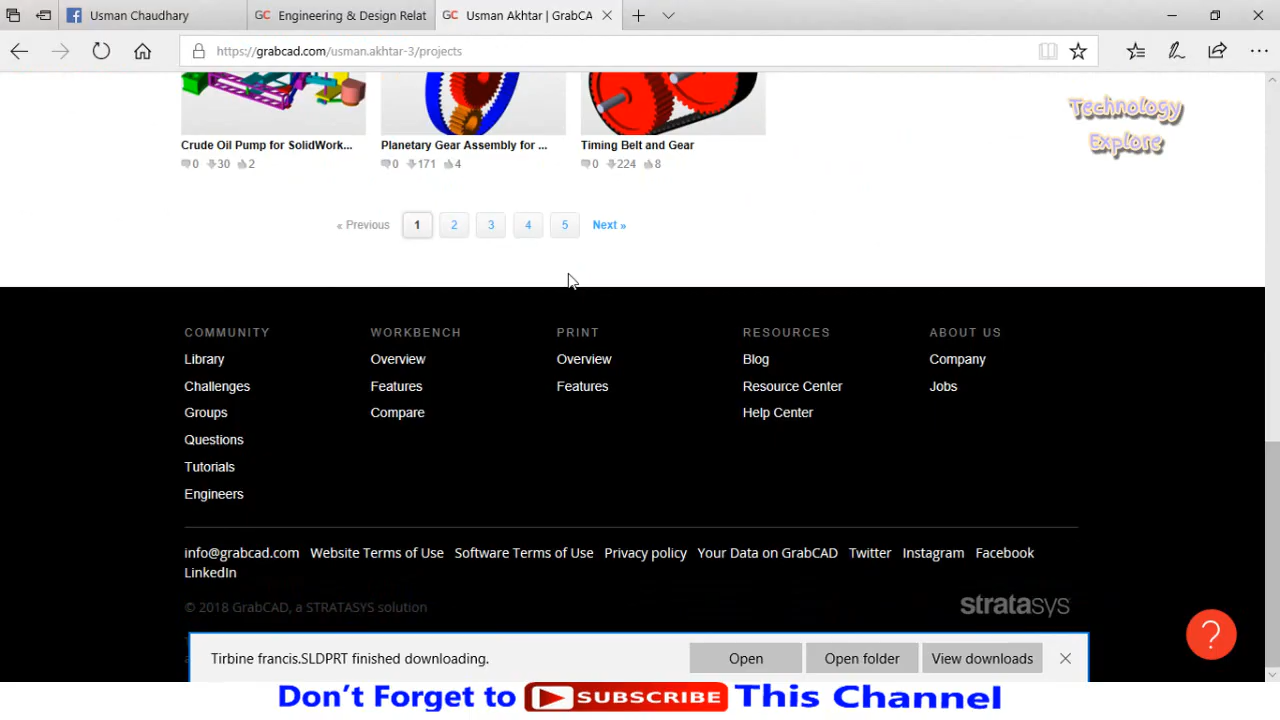 Usman Chaudhary
GC Engineering & Design Relat
GC Usman Akhtar | GrabCA
https://grabcad.com/usman.akhtar-3/projects
Technology
Explore
Crude Oil Pump for SolidWork...
Planetary Gear Assembly for ...
Timing Belt and Gear
0 30 2
0 171 4
0 224 8
« Previous 1 2 3 4 5 Next »
COMMUNITY
Library
Challenges
Groups
Questions
Tutorials
Engineers
WORKBENCH
Overview
Features
Compare
PRINT
Overview
Features
RESOURCES
Blog
Resource Center
Help Center
ABOUT US
Company
Jobs
info@grabcad.com Website Terms of Use Software Terms of Use Privacy policy Your Data on GrabCAD Twitter Instagram Facebook
LinkedIn
© 2018 GrabCAD, a STRATASYS solution
stratasys
?
Tirbine francis.SLDPRT finished downloading.
Open
Open folder
View downloads
Don't Forget to SUBSCRIBE This Channel